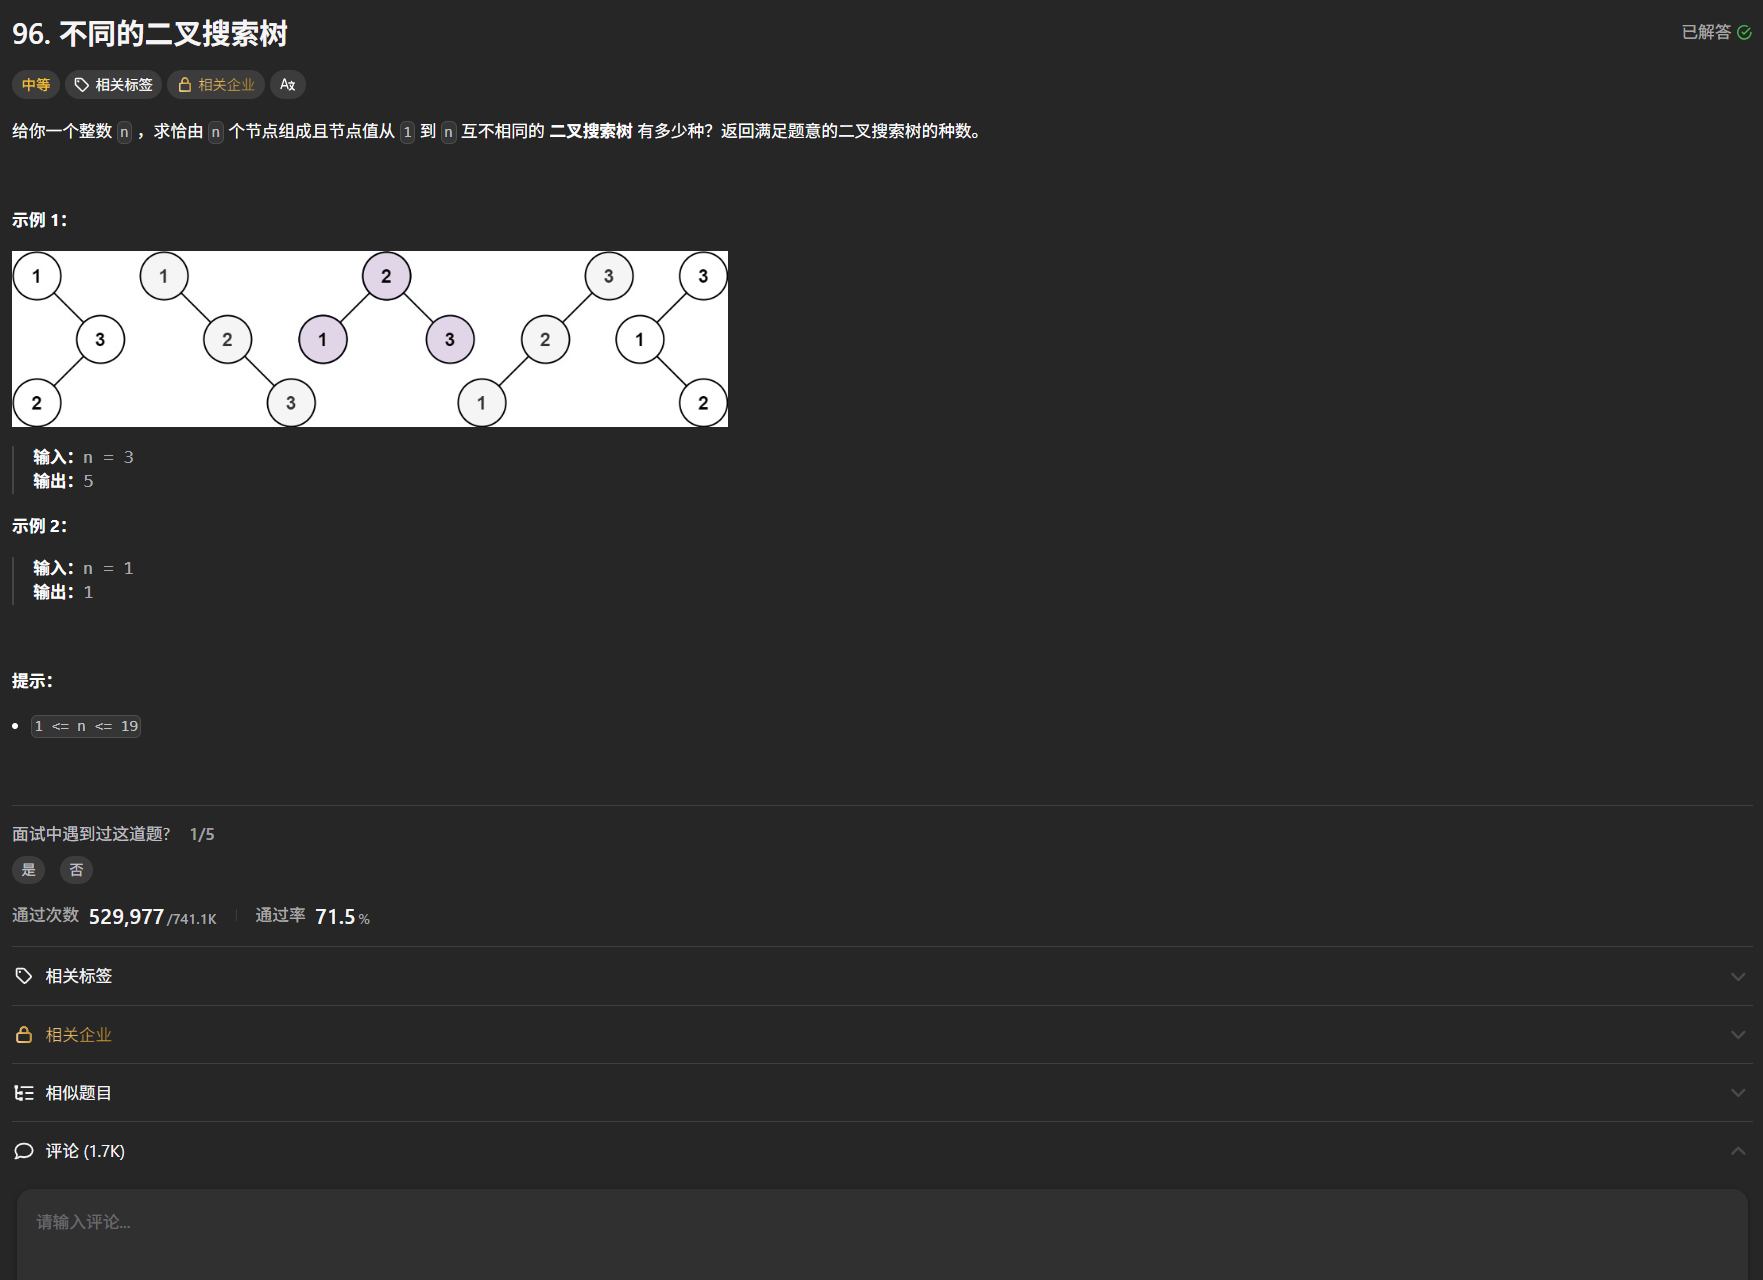 96. 不同的二叉搜索树
已解答
中等 相关标签 相关企业
给你一个整数 n ，求恰由 n 个节点组成且节点值从 1 到 n 互不相同的 二叉搜索树 有多少种？返回满足题意的二叉搜索树的种数。
示例 1：
1 1 2 3 3
3 2 1 3 2 1
2 3 1 2
输入：n = 3
输出：5
示例 2：
输入：n = 1
输出：1
提示：
1 <= n <= 19
面试中遇到过这道题? 1/5
是 否
通过次数 529,977/741.1K 通过率 71.5%
相关标签
相关企业
相似题目
评论 (1.7K)
请输入评论...